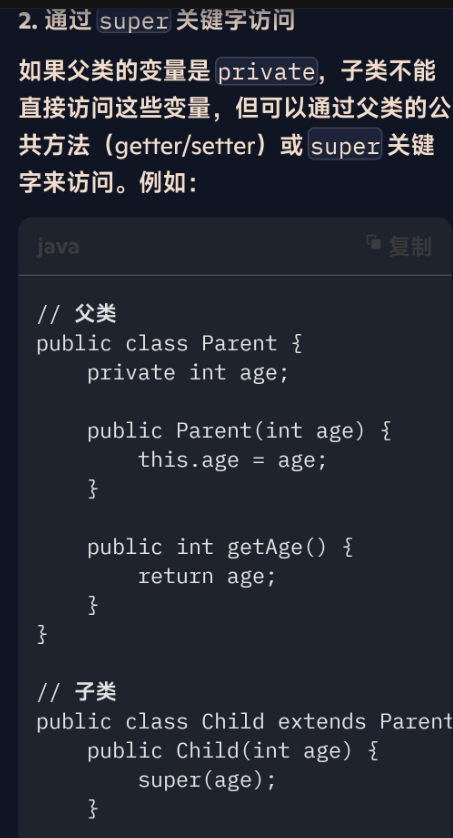 2. 通过 super 关键字访问
如果父类的变量是 private，子类不能
直接访问这些变量，但可以通过父类的公
共方法（getter/setter）或 super 关键
字来访问。例如：
java 复制
// 父类
public class Parent {
    private int age;
    public Parent(int age) {
        this.age = age;
    }
    public int getAge() {
        return age;
    }
}
// 子类
public class Child extends Parent
    public Child(int age) {
        super(age);
    }